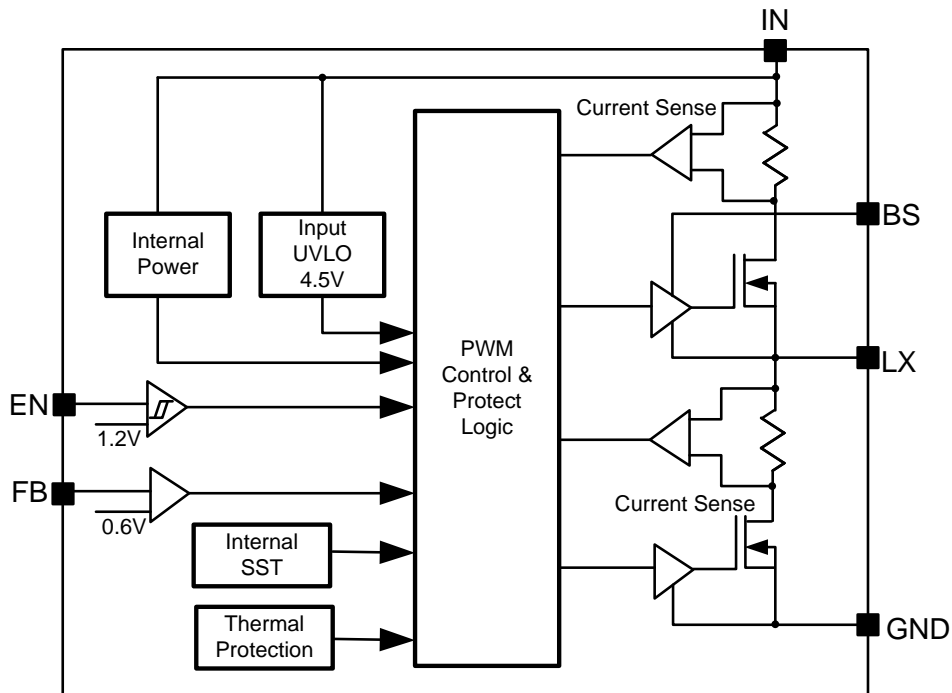 IN
Current Sense
BS
Internal
Power
Input
UVLO
4.5V
PWM
Control &
Protect
Logic
LX
EN
1.2V
FB
0.6V
Current Sense
Internal
SST
Thermal
Protection
GND